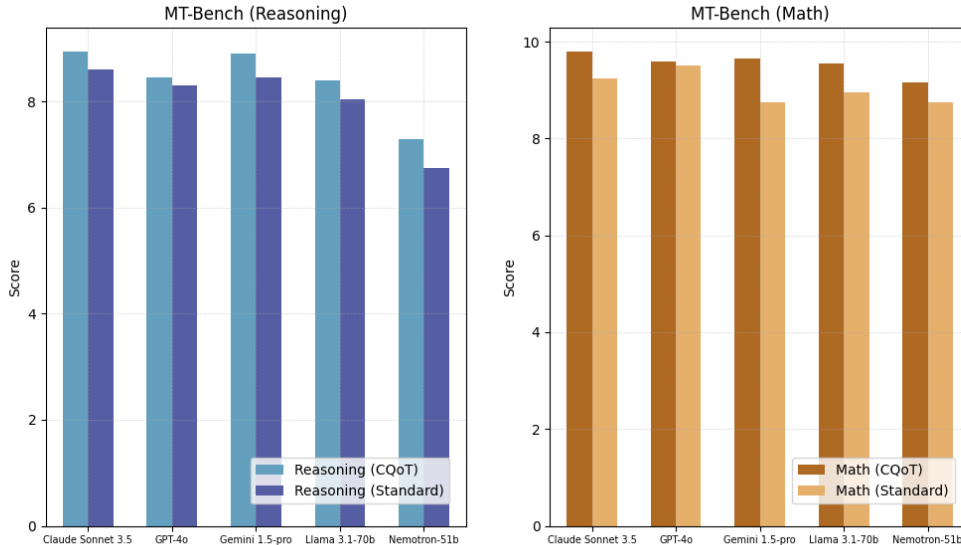 MT-Bench (Reasoning)
Score
8
6
4
2
0
Reasoning (CQoT)
Reasoning (Standard)
Claude Sonnet 3.5 GPT-4o Gemini 1.5-pro Llama 3.1-70b Nemotron-51b
MT-Bench (Math)
Score
10
8
6
4
2
0
Math (CQoT)
Math (Standard)
Claude Sonnet 3.5 GPT-4o Gemini 1.5-pro Llama 3.1-70b Nemotron-51b